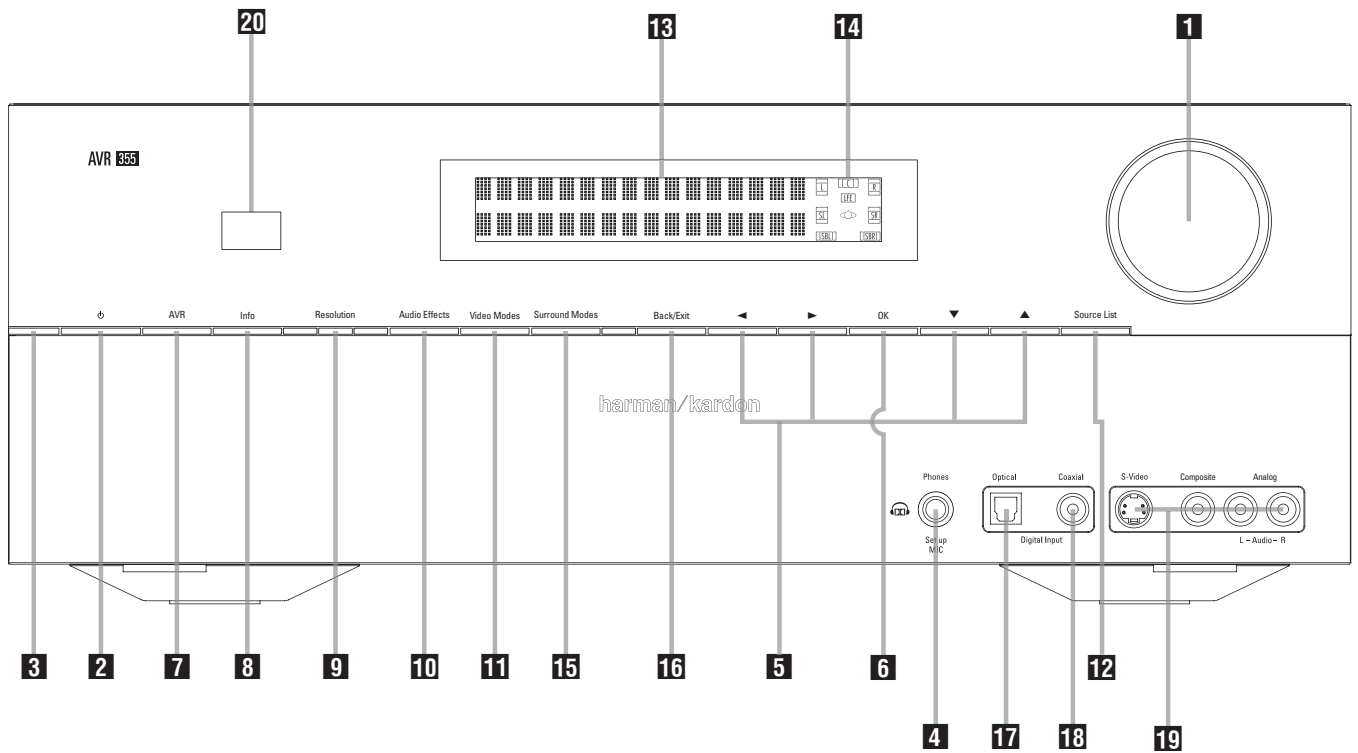 20 13 14 1
AVR 355
L C R
LFE
SL SR
SBL SBR
AVR Info Resolution Audio Effects Video Modes Surround Modes Back/Exit ◄ ► OK ▼ ▲ Source List
harman/kardon
Phones Optical Coaxial S-Video Composite Analog
Setup
MIC
Digital Input
L – Audio – R
3 2 7 8 9 10 11 15 16 5 6 12
4 17 18 19